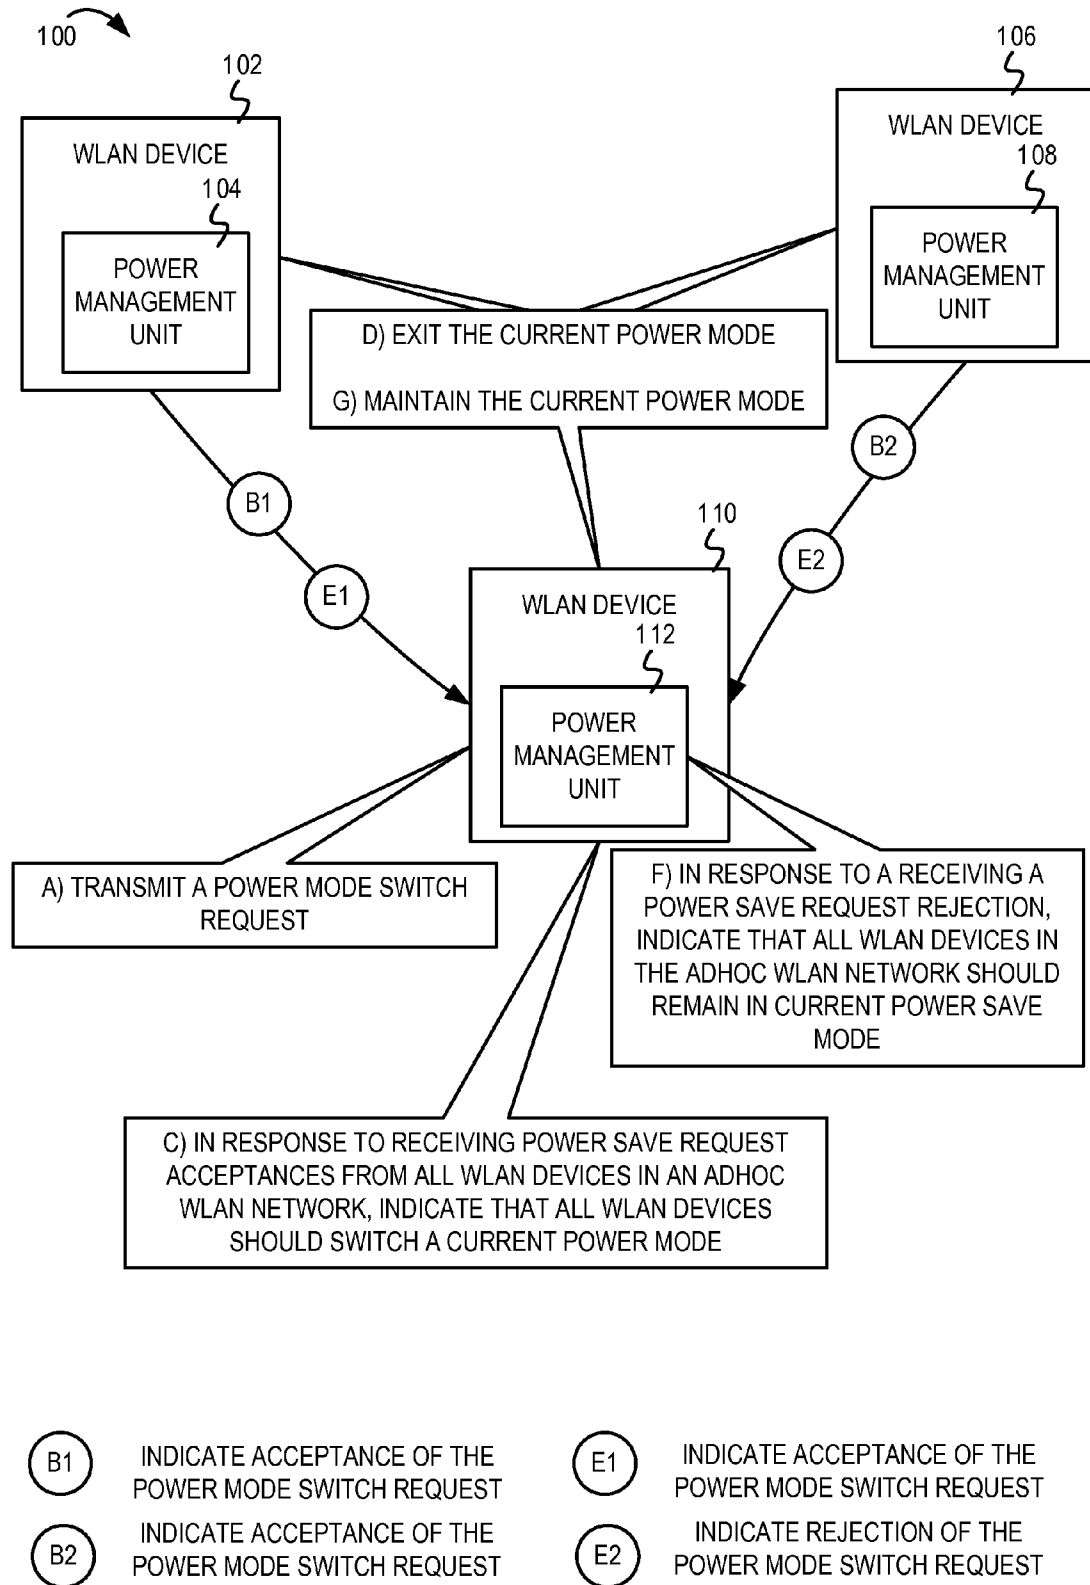 100
102
WLAN DEVICE
104
POWER
MANAGEMENT
UNIT
106
WLAN DEVICE
108
POWER
MANAGEMENT
UNIT
D) EXIT THE CURRENT POWER MODE
G) MAINTAIN THE CURRENT POWER MODE
B1
E1
B2
E2
110
WLAN DEVICE
112
POWER
MANAGEMENT
UNIT
A) TRANSMIT A POWER MODE SWITCH
REQUEST
F) IN RESPONSE TO A RECEIVING A
POWER SAVE REQUEST REJECTION,
INDICATE THAT ALL WLAN DEVICES IN
THE ADHOC WLAN NETWORK SHOULD
REMAIN IN CURRENT POWER SAVE
MODE
C) IN RESPONSE TO RECEIVING POWER SAVE REQUEST
ACCEPTANCES FROM ALL WLAN DEVICES IN AN ADHOC
WLAN NETWORK, INDICATE THAT ALL WLAN DEVICES
SHOULD SWITCH A CURRENT POWER MODE
B1
INDICATE ACCEPTANCE OF THE
POWER MODE SWITCH REQUEST
E1
INDICATE ACCEPTANCE OF THE
POWER MODE SWITCH REQUEST
B2
INDICATE ACCEPTANCE OF THE
POWER MODE SWITCH REQUEST
E2
INDICATE REJECTION OF THE
POWER MODE SWITCH REQUEST